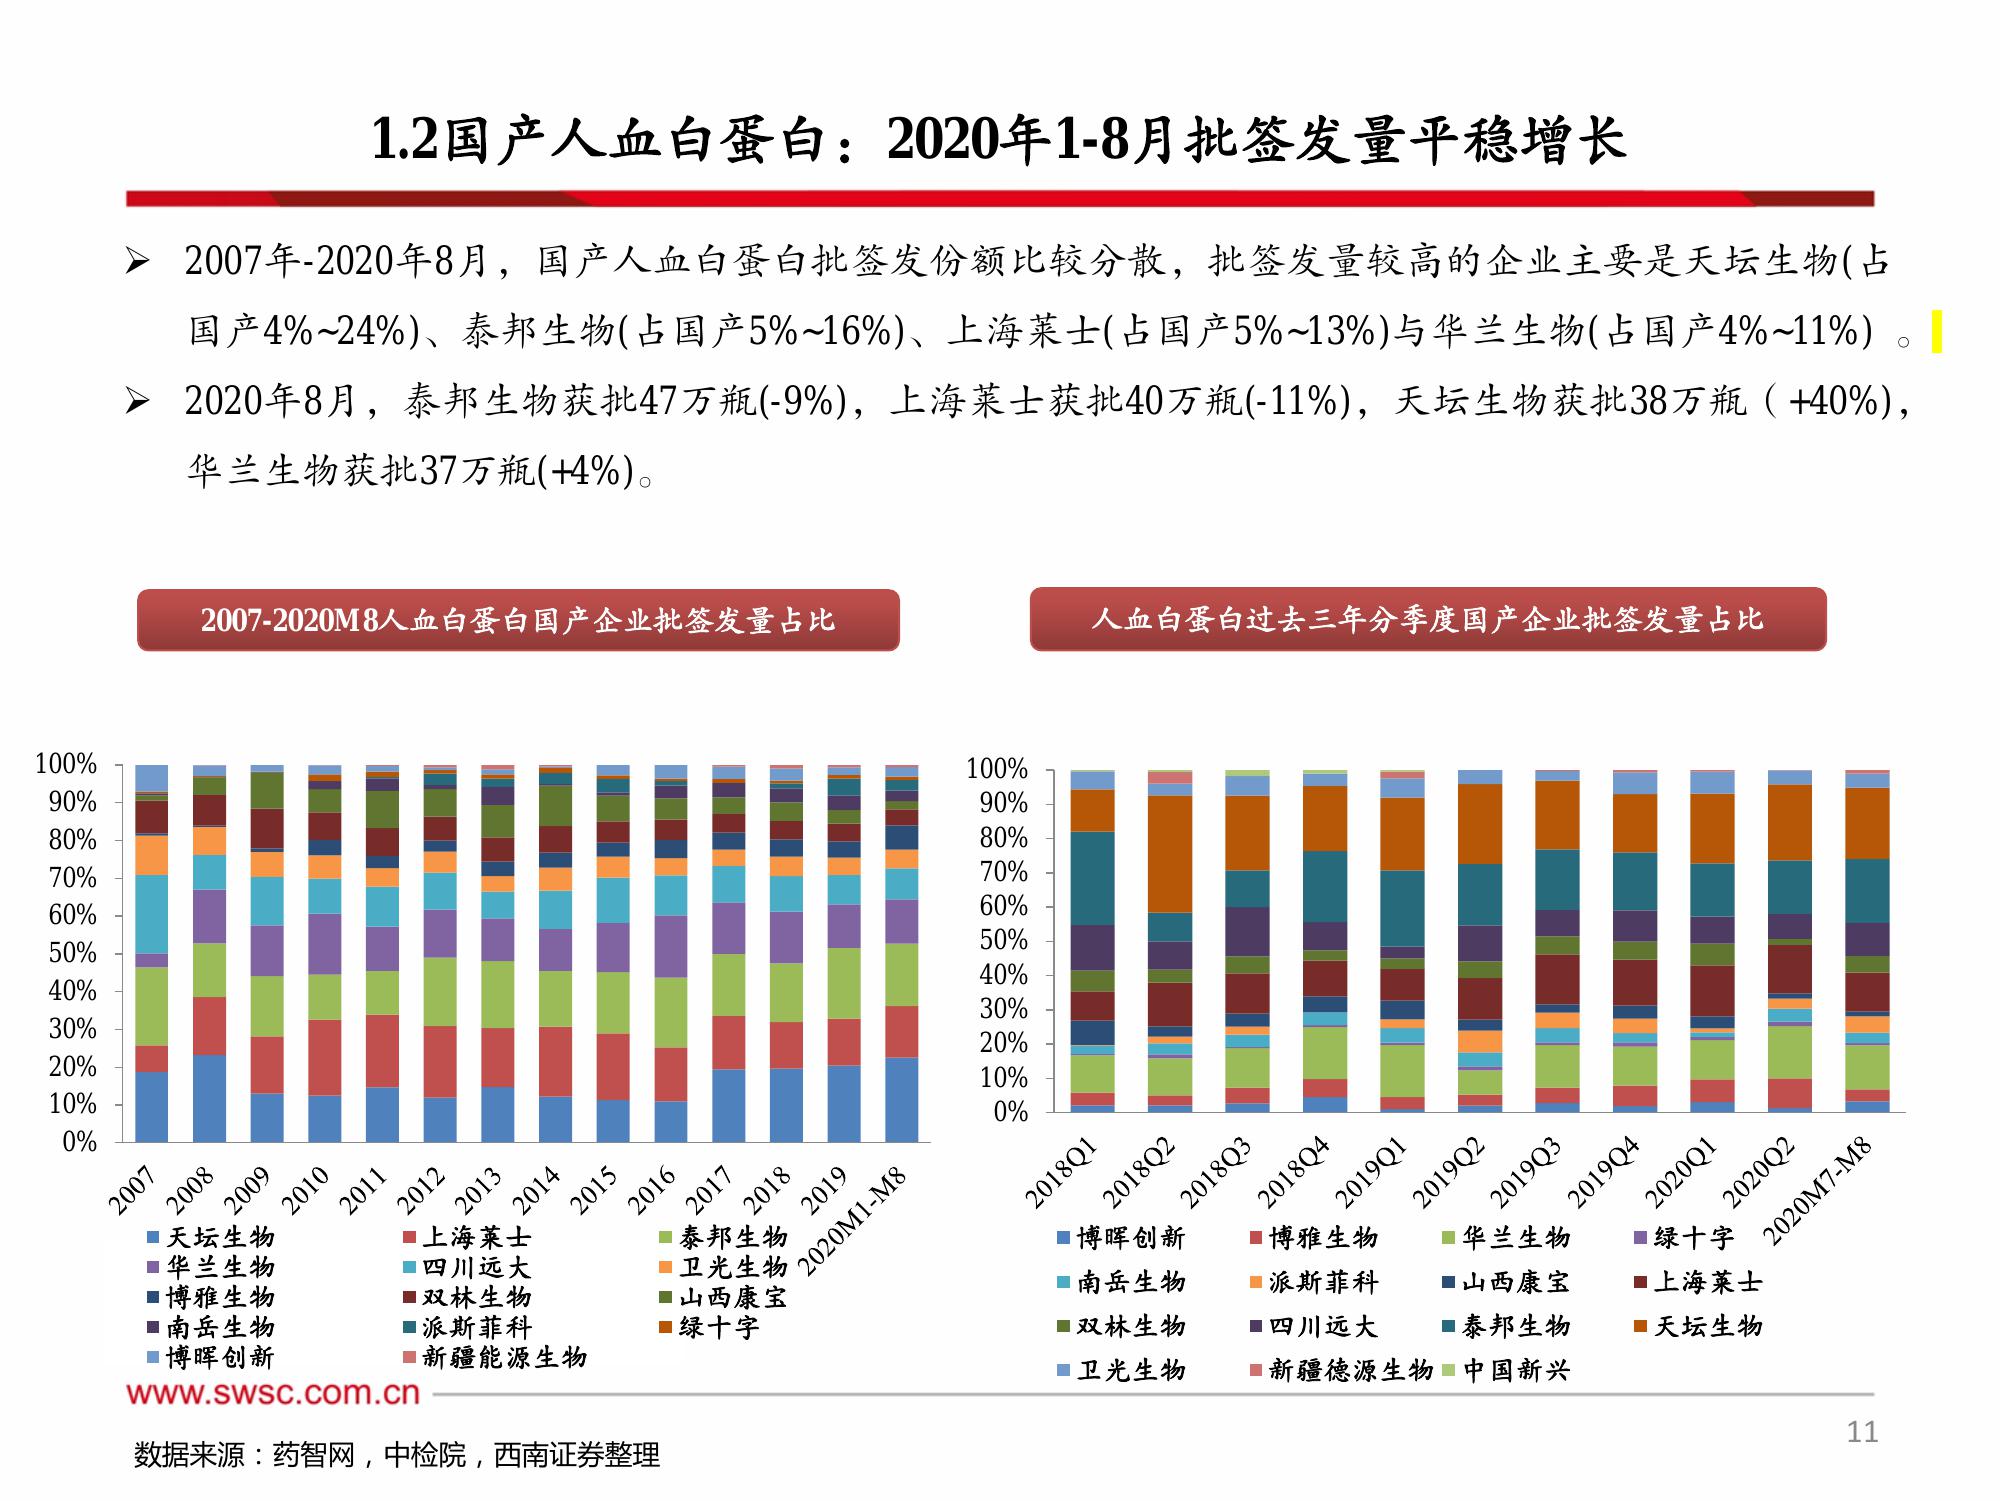 1.2国产人血白蛋白：2020年1-8月批签发量平稳增长
➢ 2007年-2020年8月，国产人血白蛋白批签发份额比较分散，批签发量较高的企业主要是天坛生物(占
国产4%~24%)、泰邦生物(占国产5%~16%)、上海莱士(占国产5%~13%)与华兰生物(占国产4%~11%) 。
➢ 2020年8月，泰邦生物获批47万瓶(-9%)，上海莱士获批40万瓶(-11%)，天坛生物获批38万瓶（+40%)，
华兰生物获批37万瓶(+4%)。
2007-2020M8人血白蛋白国产企业批签发量占比
100%
90%
80%
70%
60%
50%
40%
30%
20%
10%
0%
2007 2008 2009 2010 2011 2012 2013 2014 2015 2016 2017 2018 2019 2020M1-M8
天坛生物 上海莱士 泰邦生物
华兰生物 四川远大 卫光生物
博雅生物 双林生物 山西康宝
南岳生物 派斯菲科 绿十字
博晖创新 新疆能源生物
人血白蛋白过去三年分季度国产企业批签发量占比
100%
90%
80%
70%
60%
50%
40%
30%
20%
10%
0%
2018Q1 2018Q2 2018Q3 2018Q4 2019Q1 2019Q2 2019Q3 2019Q4 2020Q1 2020Q2 2020M7-M8
博晖创新 博雅生物 华兰生物 绿十字
南岳生物 派斯菲科 山西康宝 上海莱士
双林生物 四川远大 泰邦生物 天坛生物
卫光生物 新疆德源生物 中国新兴
www.swsc.com.cn
11
数据来源：药智网，中检院，西南证券整理